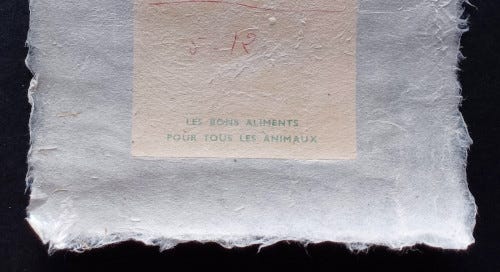 à R
LES BONS ALIMENTS
POUR TOUS LES ANIMAUX